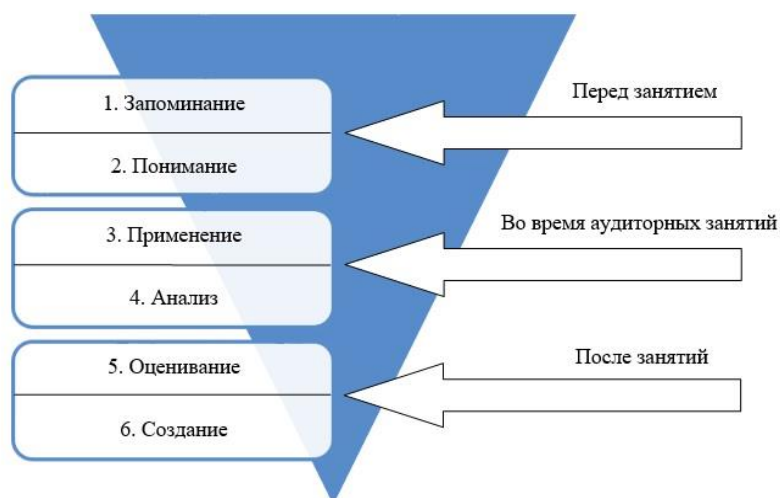 1. Запоминание
2. Понимание
Перед занятием
3. Применение
4. Анализ
Во время аудиторных занятий
5. Оценивание
6. Создание
После занятий